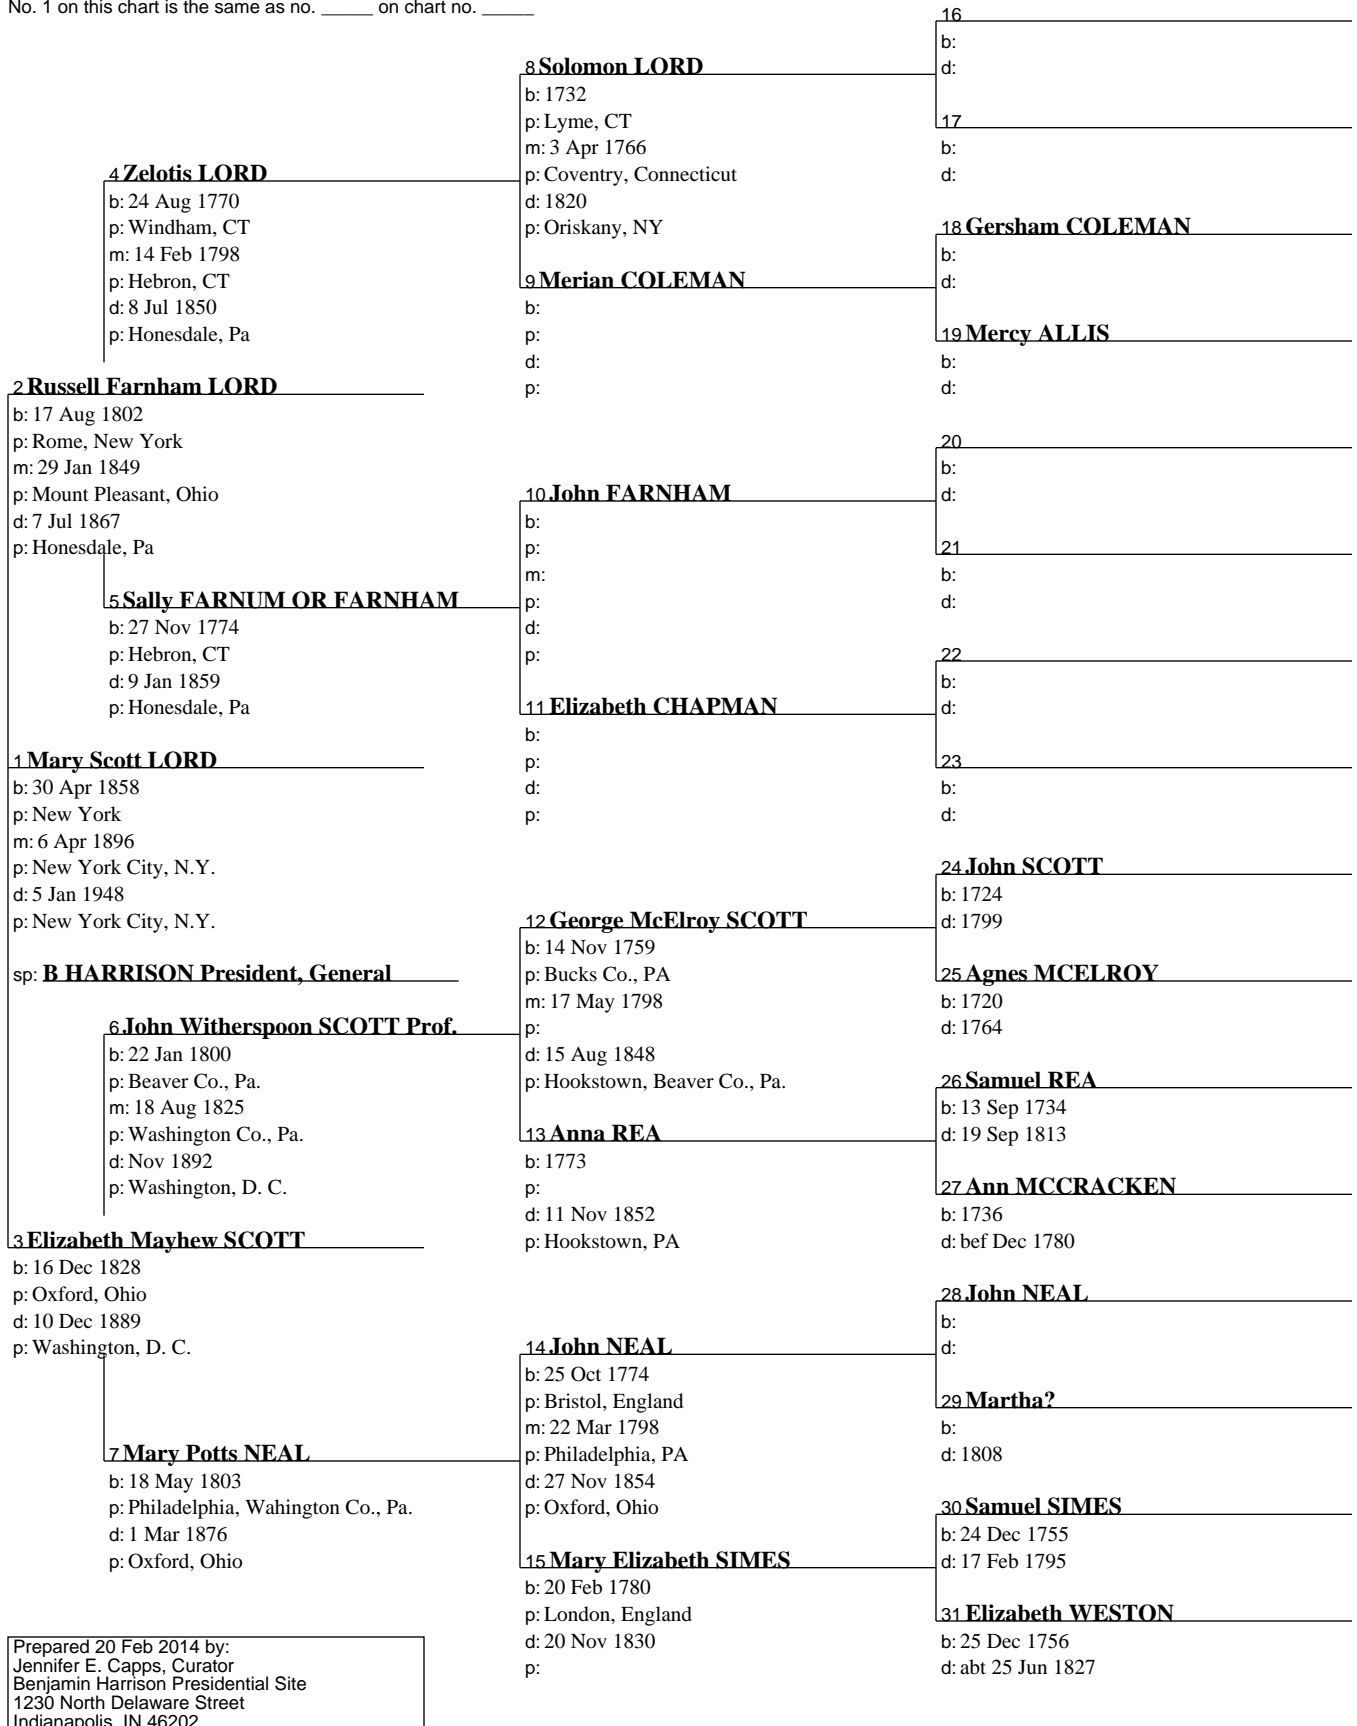 No. 1 on this chart is the same as no. _____ on chart no. _____
4 Zelotis LORD
b: 24 Aug 1770
p: Windham, CT
m: 14 Feb 1798
p: Hebron, CT
d: 8 Jul 1850
p: Honesdale, Pa
2 Russell Farnham LORD
b: 17 Aug 1802
p: Rome, New York
m: 29 Jan 1849
p: Mount Pleasant, Ohio
d: 7 Jul 1867
p: Honesdale, Pa
5 Sally FARNUM OR FARNHAM
b: 27 Nov 1774
p: Hebron, CT
d: 9 Jan 1859
p: Honesdale, Pa
1 Mary Scott LORD
b: 30 Apr 1858
p: New York
m: 6 Apr 1896
p: New York City, N.Y.
d: 5 Jan 1948
p: New York City, N.Y.
sp: B HARRISON President, General
6 John Witherspoon SCOTT Prof.
b: 22 Jan 1800
p: Beaver Co., Pa.
m: 18 Aug 1825
p: Washington Co., Pa.
d: Nov 1892
p: Washington, D. C.
3 Elizabeth Mayhew SCOTT
b: 16 Dec 1828
p: Oxford, Ohio
d: 10 Dec 1889
p: Washington, D. C.
7 Mary Potts NEAL
b: 18 May 1803
p: Philadelphia, Wahington Co., Pa.
d: 1 Mar 1876
p: Oxford, Ohio
8 Solomon LORD
b: 1732
p: Lyme, CT
m: 3 Apr 1766
p: Coventry, Connecticut
d: 1820
p: Oriskany, NY
9 Merian COLEMAN
b:
p:
d:
p:
10 John FARNHAM
b:
p:
m:
p:
d:
p:
11 Elizabeth CHAPMAN
b:
p:
d:
p:
12 George McElroy SCOTT
b: 14 Nov 1759
p: Bucks Co., PA
m: 17 May 1798
p:
d: 15 Aug 1848
p: Hookstown, Beaver Co., Pa.
13 Anna REA
b: 1773
p:
d: 11 Nov 1852
p: Hookstown, PA
14 John NEAL
b: 25 Oct 1774
p: Bristol, England
m: 22 Mar 1798
p: Philadelphia, PA
d: 27 Nov 1854
p: Oxford, Ohio
15 Mary Elizabeth SIMES
b: 20 Feb 1780
p: London, England
d: 20 Nov 1830
p:
16
b:
d:
17
b:
d:
18 Gersham COLEMAN
b:
d:
19 Mercy ALLIS
b:
d:
20
b:
d:
21
b:
d:
22
b:
d:
23
b:
d:
24 John SCOTT
b: 1724
d: 1799
25 Agnes MCELROY
b: 1720
d: 1764
26 Samuel REA
b: 13 Sep 1734
d: 19 Sep 1813
27 Ann MCCRACKEN
b: 1736
d: bef Dec 1780
28 John NEAL
b:
d:
29 Martha?
b:
d: 1808
30 Samuel SIMES
b: 24 Dec 1755
d: 17 Feb 1795
31 Elizabeth WESTON
b: 25 Dec 1756
d: abt 25 Jun 1827
Prepared 20 Feb 2014 by:
Jennifer E. Capps, Curator
Benjamin Harrison Presidential Site
1230 North Delaware Street
Indianapolis, IN 46202